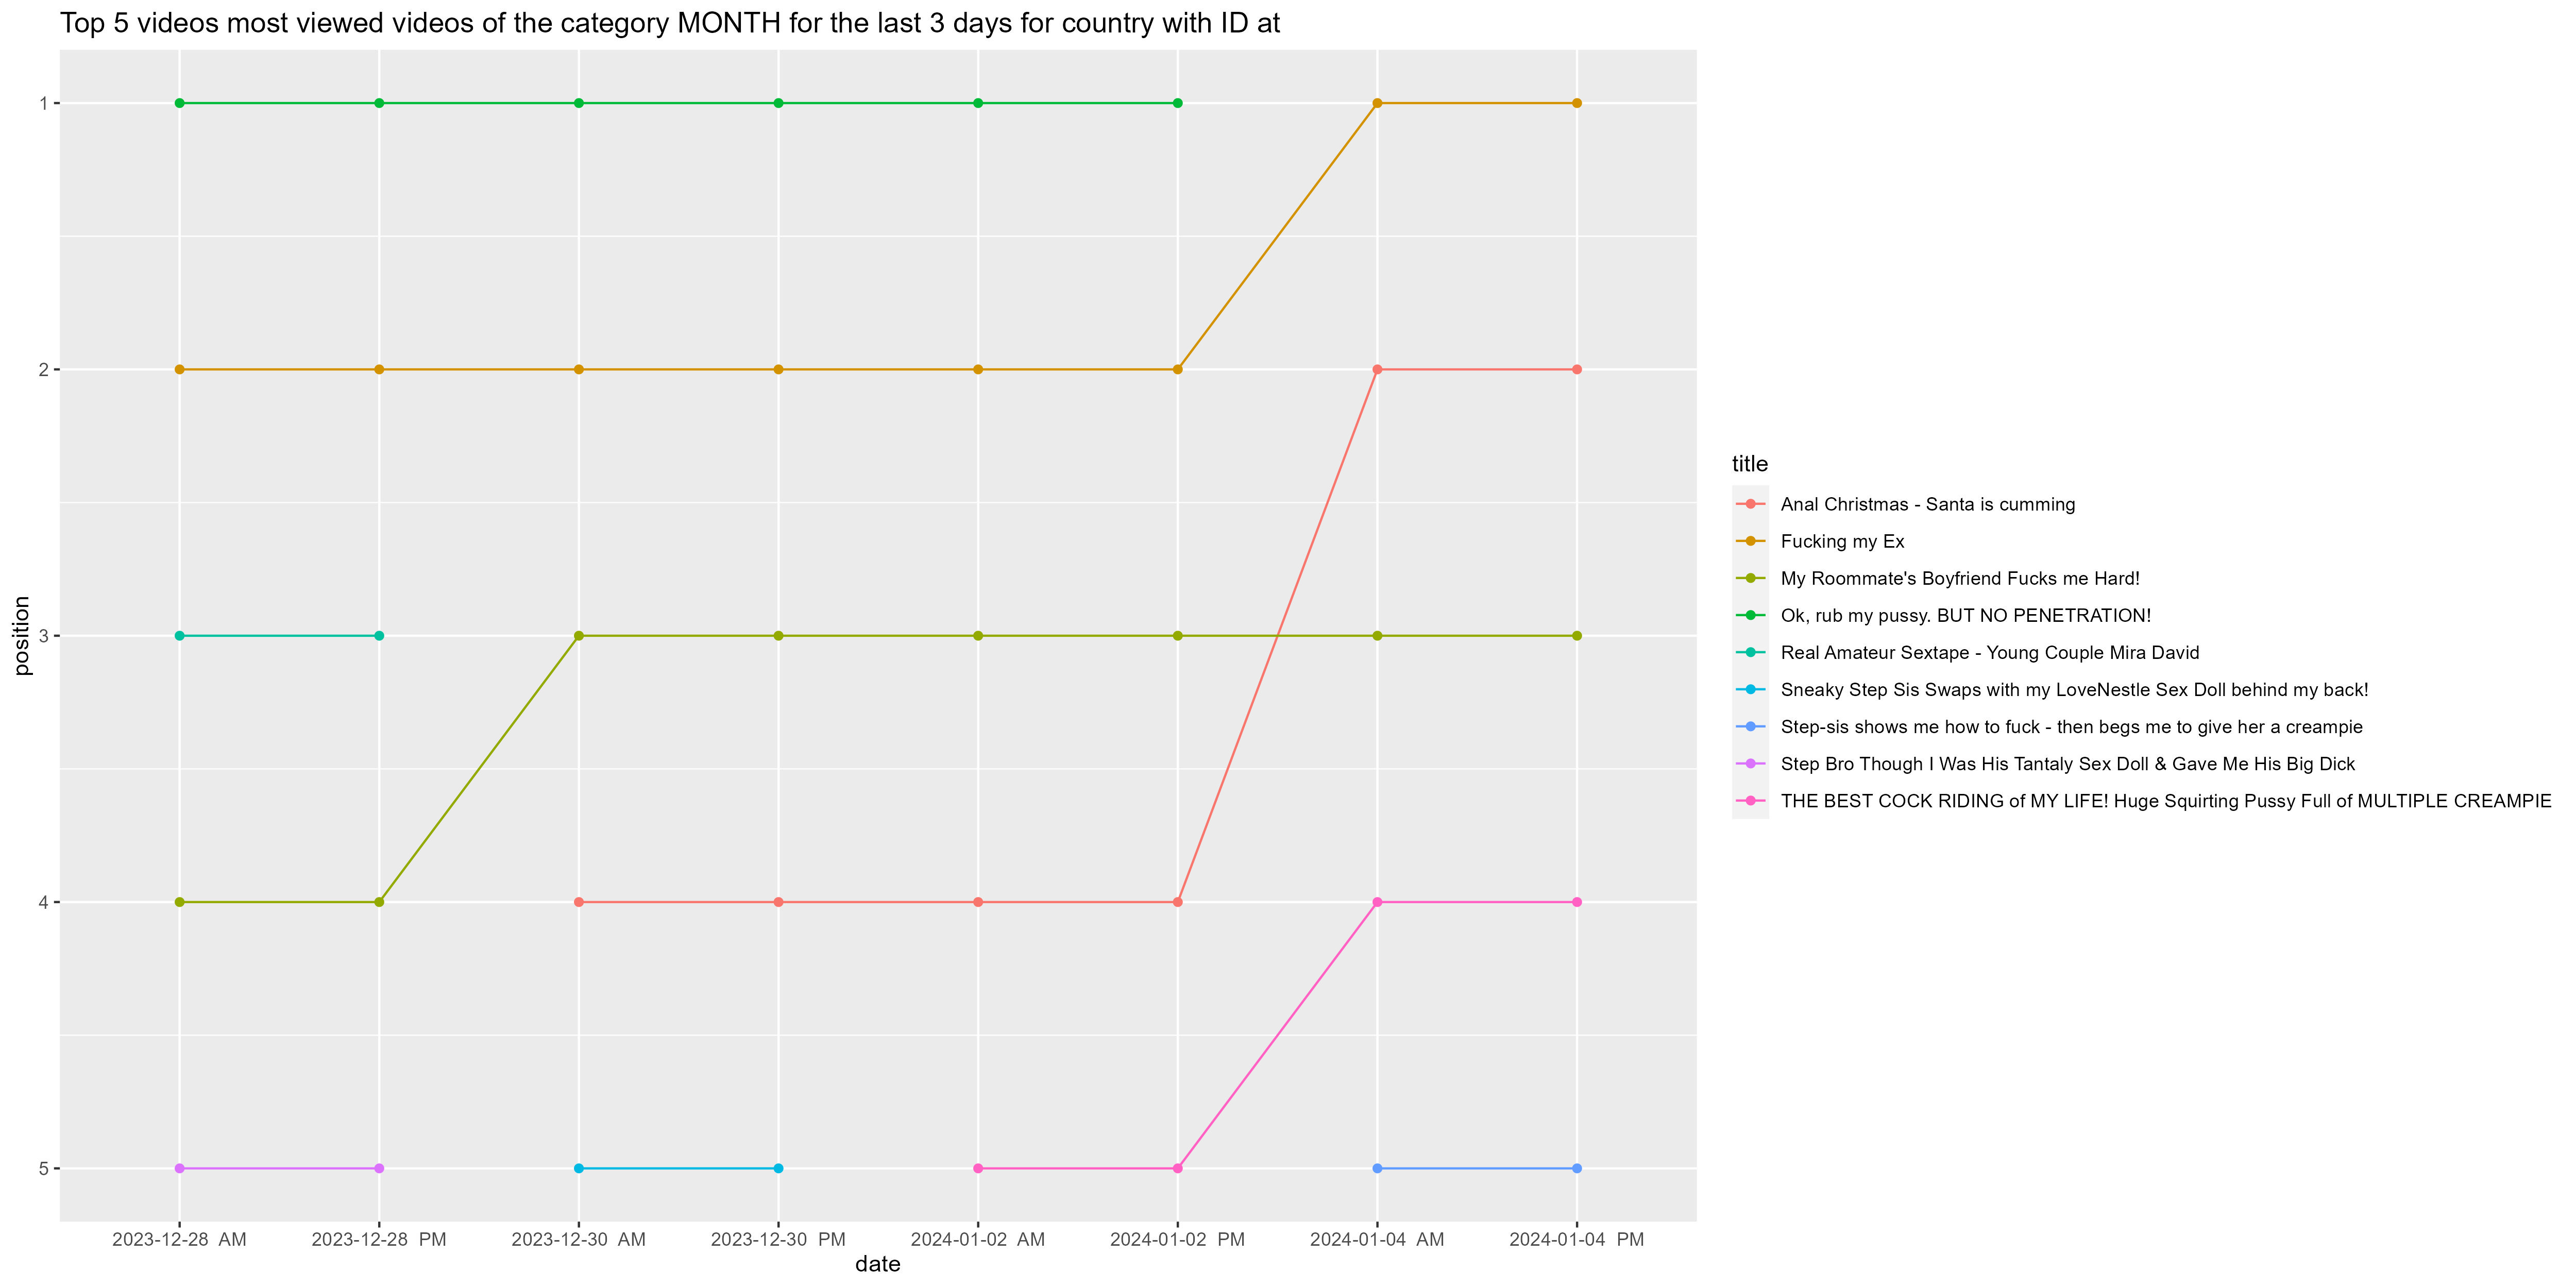 Top 5 videos most viewed videos of the category MONTH for the last 3 days for country with ID at
1
2
3
4
5
position
2023-12-28 AM
2023-12-28 PM
2023-12-30 AM
2023-12-30 PM
2024-01-02 AM
2024-01-02 PM
2024-01-04 AM
2024-01-04 PM
date
title
Anal Christmas - Santa is cumming
Fucking my Ex
My Roommate's Boyfriend Fucks me Hard!
Ok, rub my pussy. BUT NO PENETRATION!
Real Amateur Sextape - Young Couple Mira David
Sneaky Step Sis Swaps with my LoveNestle Sex Doll behind my back!
Step-sis shows me how to fuck - then begs me to give her a creampie
Step Bro Though I Was His Tantaly Sex Doll & Gave Me His Big Dick
THE BEST COCK RIDING of MY LIFE! Huge Squirting Pussy Full of MULTIPLE CREAMPIE